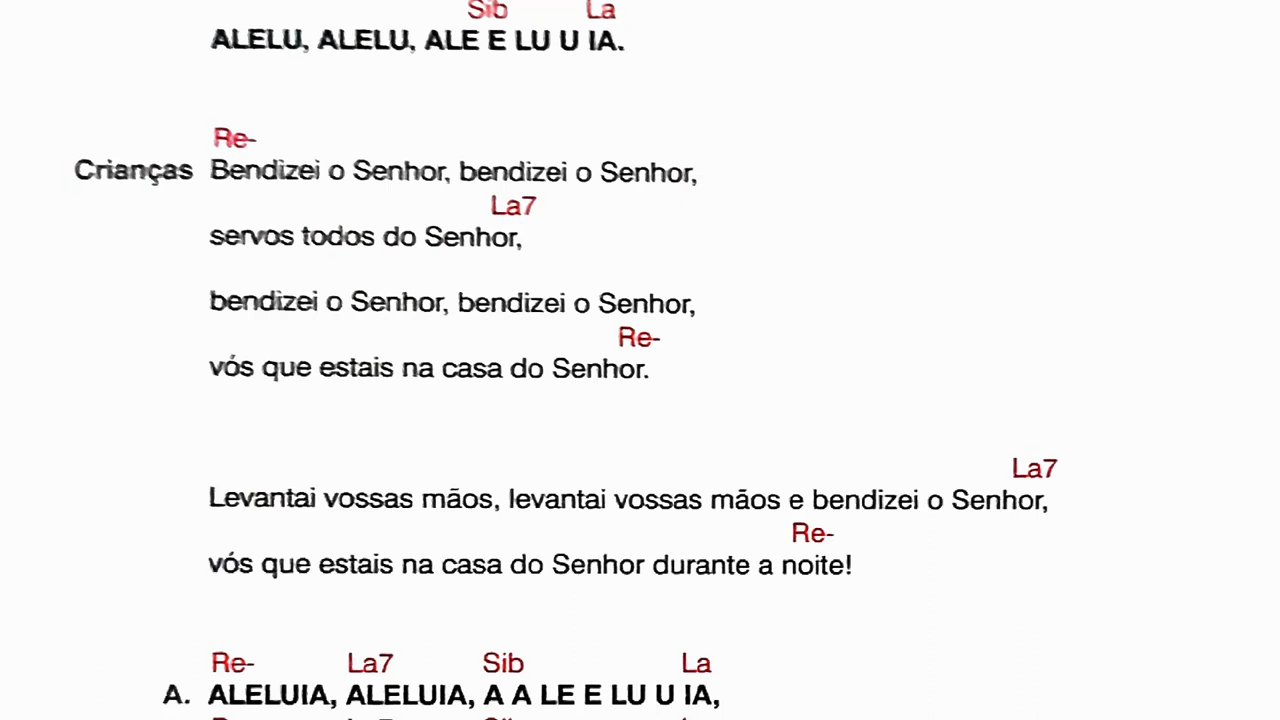 Sib La
ALELU, ALELU, ALE E LU U IA.
Re-
Crianças Bendizei o Senhor, bendizei o Senhor,
La7
servos todos do Senhor,
bendizei o Senhor, bendizei o Senhor,
Re-
vós que estais na casa do Senhor.
La7
Levantai vossas mãos, levantai vossas mãos e bendizei o Senhor,
Re-
vós que estais na casa do Senhor durante a noite!
Re- La7 Sib La
A. ALELUIA, ALELUIA, A A LE E LU U IA,